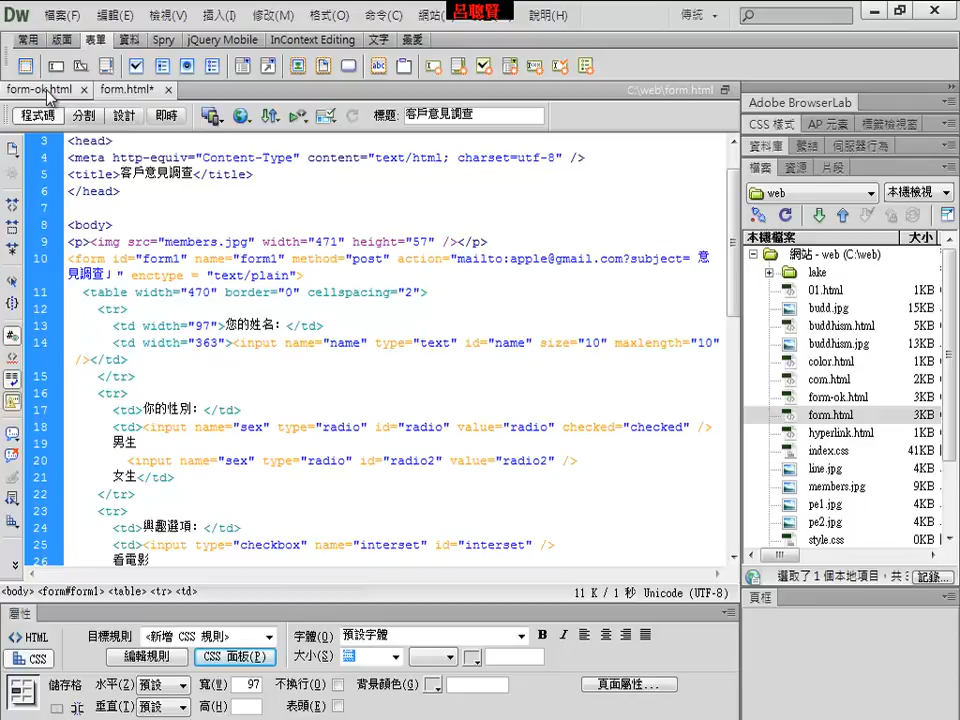 Dw 檔案(F) 編輯(E) 檢視(V) 插入(I) 修改(M) 格式(O) 命令(C) 網站( 呂聰賢 說明(H) 傳統
常用 版面 表單 資料 Spry jQuery Mobile InContext Editing 文字 最愛
form-ok.html × form.html* × C:\web\form.html
程式碼 分割 設計 即時 標題: 客戶意見調查
3 <head>
4 <meta http-equiv="Content-Type" content="text/html; charset=utf-8" />
5 <title>客戶意見調查</title>
6 </head>
7
8 <body>
9 <p><img src="members.jpg" width="471" height="57" /></p>
10 <form id="form1" name="form1" method="post" action="mailto:apple@gmail.com?subject= 意
見調查」" enctype = "text/plain">
11 <table width="470" border="0" cellspacing="2">
12 <tr>
13 <td width="97">您的姓名: </td>
14 <td width="363"><input name="name" type="text" id="name" size="10" maxlength="10"
/></td>
15 </tr>
16 <tr>
17 <td>你的性別: </td>
18 <td><input name="sex" type="radio" id="radio" value="radio" checked="checked" />
19 男生
20 <input name="sex" type="radio" id="radio2" value="radio2" />
21 女生</td>
22 </tr>
23 <tr>
24 <td>興趣選項: </td>
25 <td><input type="checkbox" name="interset" id="interset" />
26 看電影
<body> <form#form1> <table> <tr> <td> 11 K / 1 秒 Unicode (UTF-8)
屬性
<> HTML 目標規則 <新增 CSS 規則> 字體(O) 預設字體 B I
CSS 編輯規則 CSS 面板(P) 大小(S) 無
儲存格 水平(Z) 預設 寬(W) 97 不換行(O) 背景顏色(G) 頁面屬性...
垂直(T) 預設 高(H) 表頭(E)
Adobe BrowserLab
CSS 樣式 AP 元素 標籤檢視窗
資料庫 繫結 伺服器行為
檔案 資源 片段
web 本機檢視
本機檔案 大小
網站 - web (C:\web)
lake
01.html 1KB
budd.jpg 15KB
buddhism.html 5KB
buddhism.jpg 13KB
color.html 1KB
com.html 2KB
form-ok.html 3KB
form.html 3KB
hyperlink.html 1KB
index.css 41KB
line.jpg 4KB
members.jpg 9KB
pe1.jpg 4KB
pe2.jpg 4KB
style.css 0KB
選取了 1 個本地項目, 共 3 記錄...
頁框